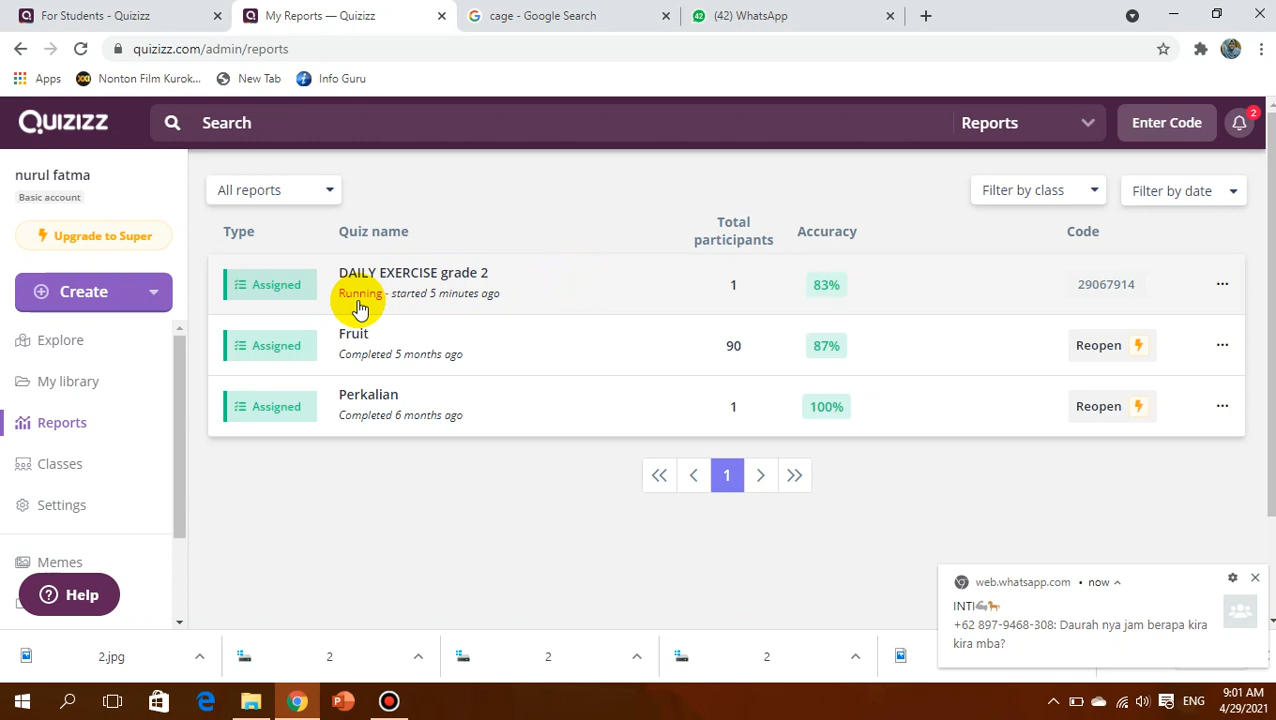 For Students - Quizizz
My Reports — Quizizz
cage - Google Search
(42) WhatsApp
quizizz.com/admin/reports
Apps
Nonton Film Kurok...
New Tab
Info Guru
Quizizz
Search
Reports
Enter Code
2
nurul fatma
Basic account
Upgrade to Super
Create
Explore
My library
Reports
Classes
Settings
Memes
Help
All reports
Filter by class
Filter by date
Type
Quiz name
Total participants
Accuracy
Code
Assigned
DAILY EXERCISE grade 2
Running - started 5 minutes ago
1
83%
29067914
Assigned
Fruit
Completed 5 months ago
90
87%
Reopen
Assigned
Perkalian
Completed 6 months ago
1
100%
Reopen
1
web.whatsapp.com • now
INTI💪🐎
+62 897-9468-308: Daurah nya jam berapa kira
kira mba?
2.jpg
2
2
2
ENG
9:01 AM
4/29/2021